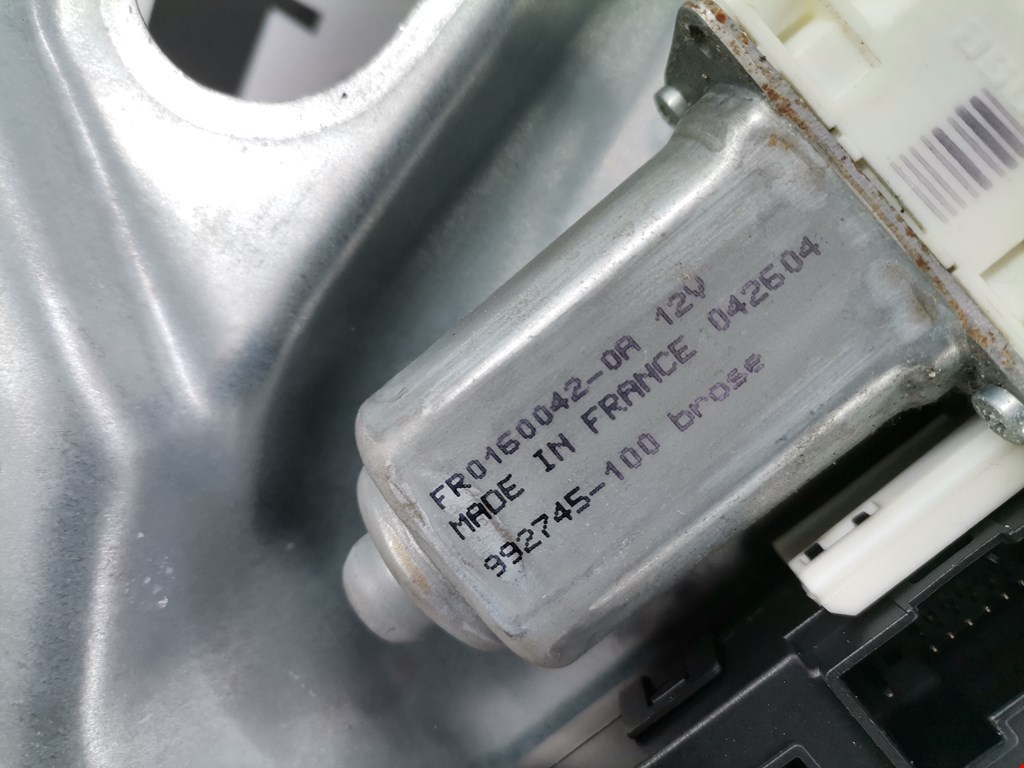 FR0160042-0A 12V
MADE IN FRANCE 042604
992745-100 brose